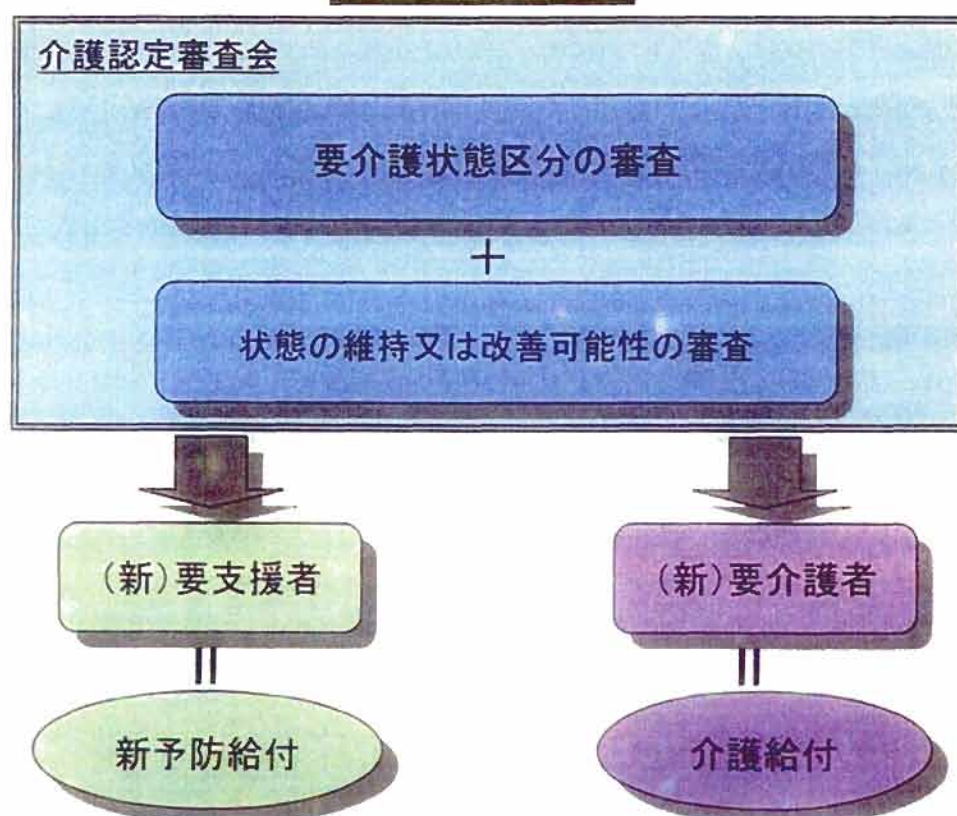 介護認定審査会
要介護状態区分の審査
＋
状態の維持又は改善可能性の審査
（新）要支援者
（新）要介護者
新予防給付
介護給付